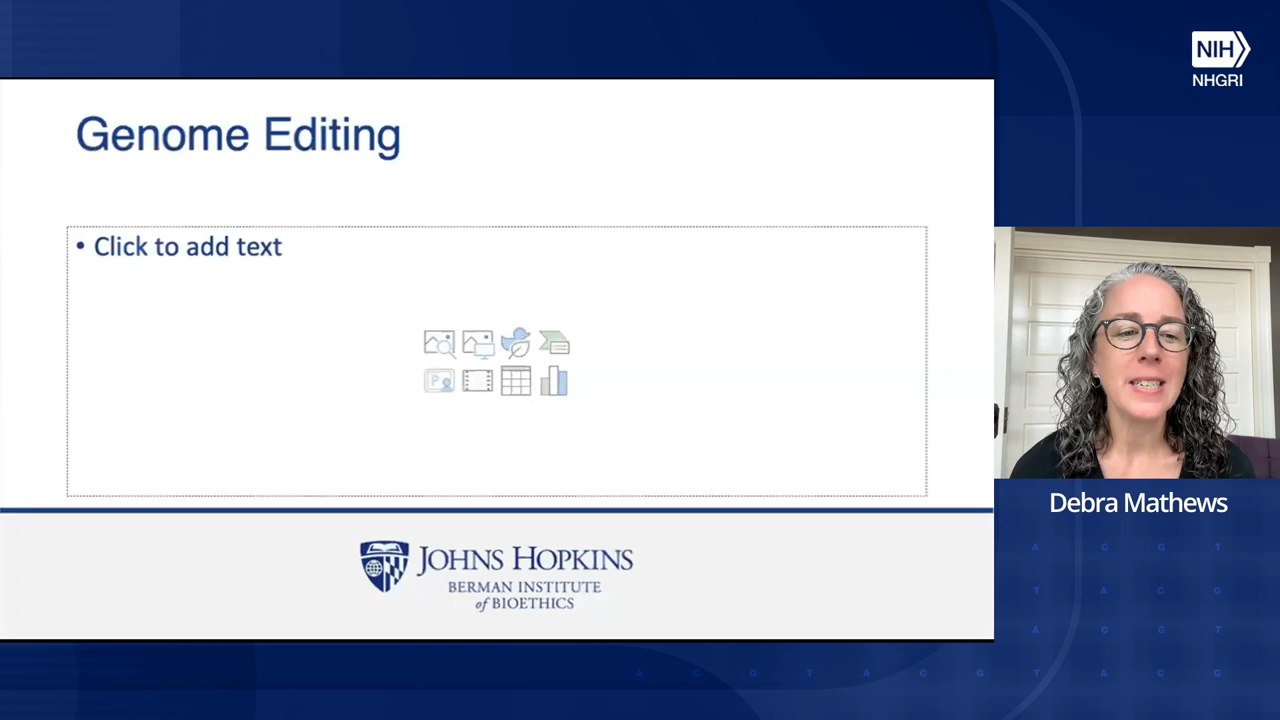 NIH
NHGRI
Genome Editing
• Click to add text
P
JOHNS HOPKINS
BERMAN INSTITUTE
of BIOETHICS
Debra Mathews
A C G T
T A C G
A C G T
A C G T A C G T A C G